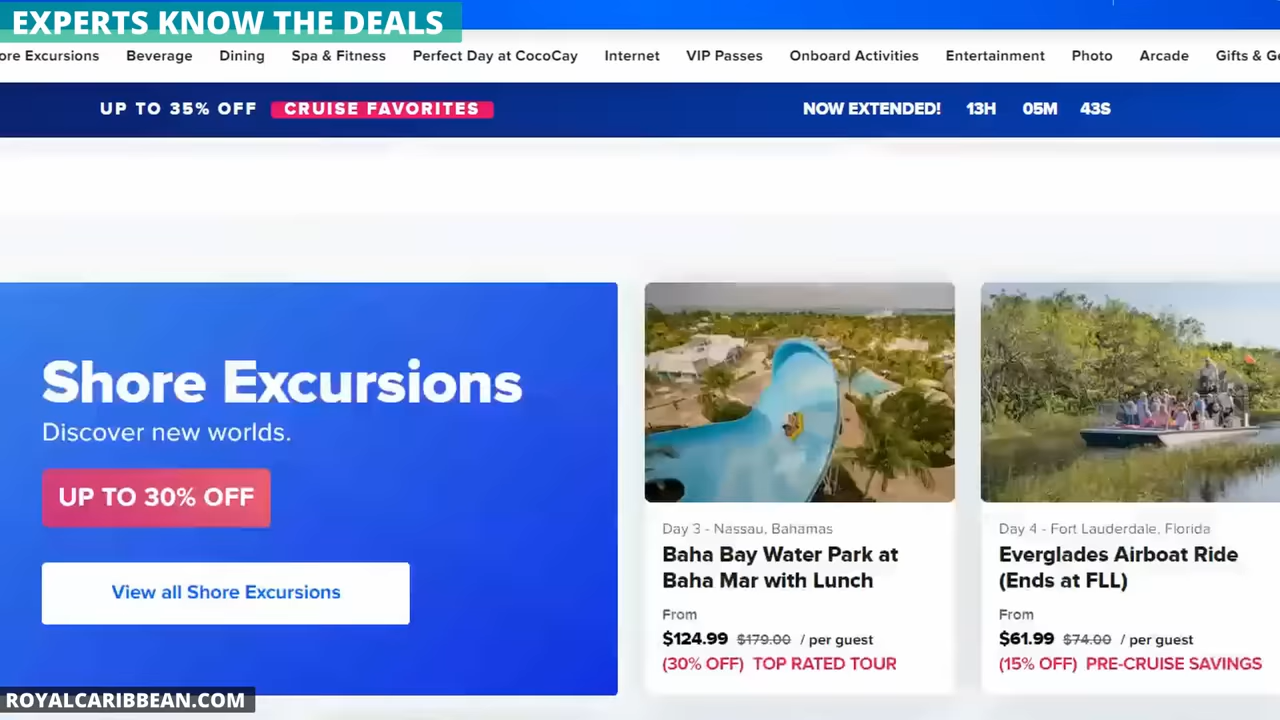 EXPERTS KNOW THE DEALS
ore Excursions Beverage Dining Spa & Fitness Perfect Day at CocoCay Internet VIP Passes Onboard Activities Entertainment Photo Arcade Gifts & Ge
UP TO 35% OFF CRUISE FAVORITES NOW EXTENDED! 13H 05M 43S
Shore Excursions
Discover new worlds.
UP TO 30% OFF
View all Shore Excursions
Day 3 - Nassau, Bahamas
Baha Bay Water Park at
Baha Mar with Lunch
From
$124.99 $179.00 / per guest
(30% OFF) TOP RATED TOUR
Day 4 - Fort Lauderdale, Florida
Everglades Airboat Ride
(Ends at FLL)
From
$61.99 $74.00 / per guest
(15% OFF) PRE-CRUISE SAVINGS
ROYALCARIBBEAN.COM